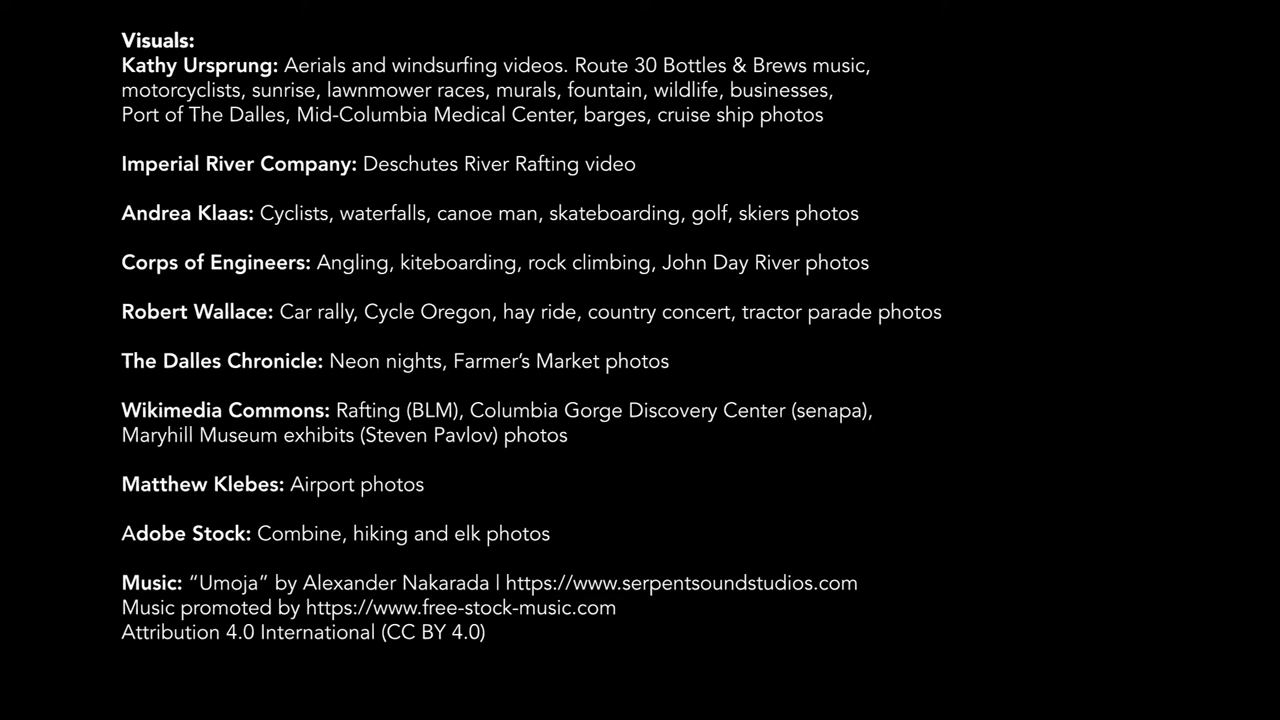 Visuals:
Kathy Ursprung: Aerials and windsurfing videos. Route 30 Bottles & Brews music,
motorcyclists, sunrise, lawnmower races, murals, fountain, wildlife, businesses,
Port of The Dalles, Mid-Columbia Medical Center, barges, cruise ship photos
Imperial River Company: Deschutes River Rafting video
Andrea Klaas: Cyclists, waterfalls, canoe man, skateboarding, golf, skiers photos
Corps of Engineers: Angling, kiteboarding, rock climbing, John Day River photos
Robert Wallace: Car rally, Cycle Oregon, hay ride, country concert, tractor parade photos
The Dalles Chronicle: Neon nights, Farmer’s Market photos
Wikimedia Commons: Rafting (BLM), Columbia Gorge Discovery Center (senapa),
Maryhill Museum exhibits (Steven Pavlov) photos
Matthew Klebes: Airport photos
Adobe Stock: Combine, hiking and elk photos
Music: “Umoja” by Alexander Nakarada | https://www.serpentsoundstudios.com
Music promoted by https://www.free-stock-music.com
Attribution 4.0 International (CC BY 4.0)